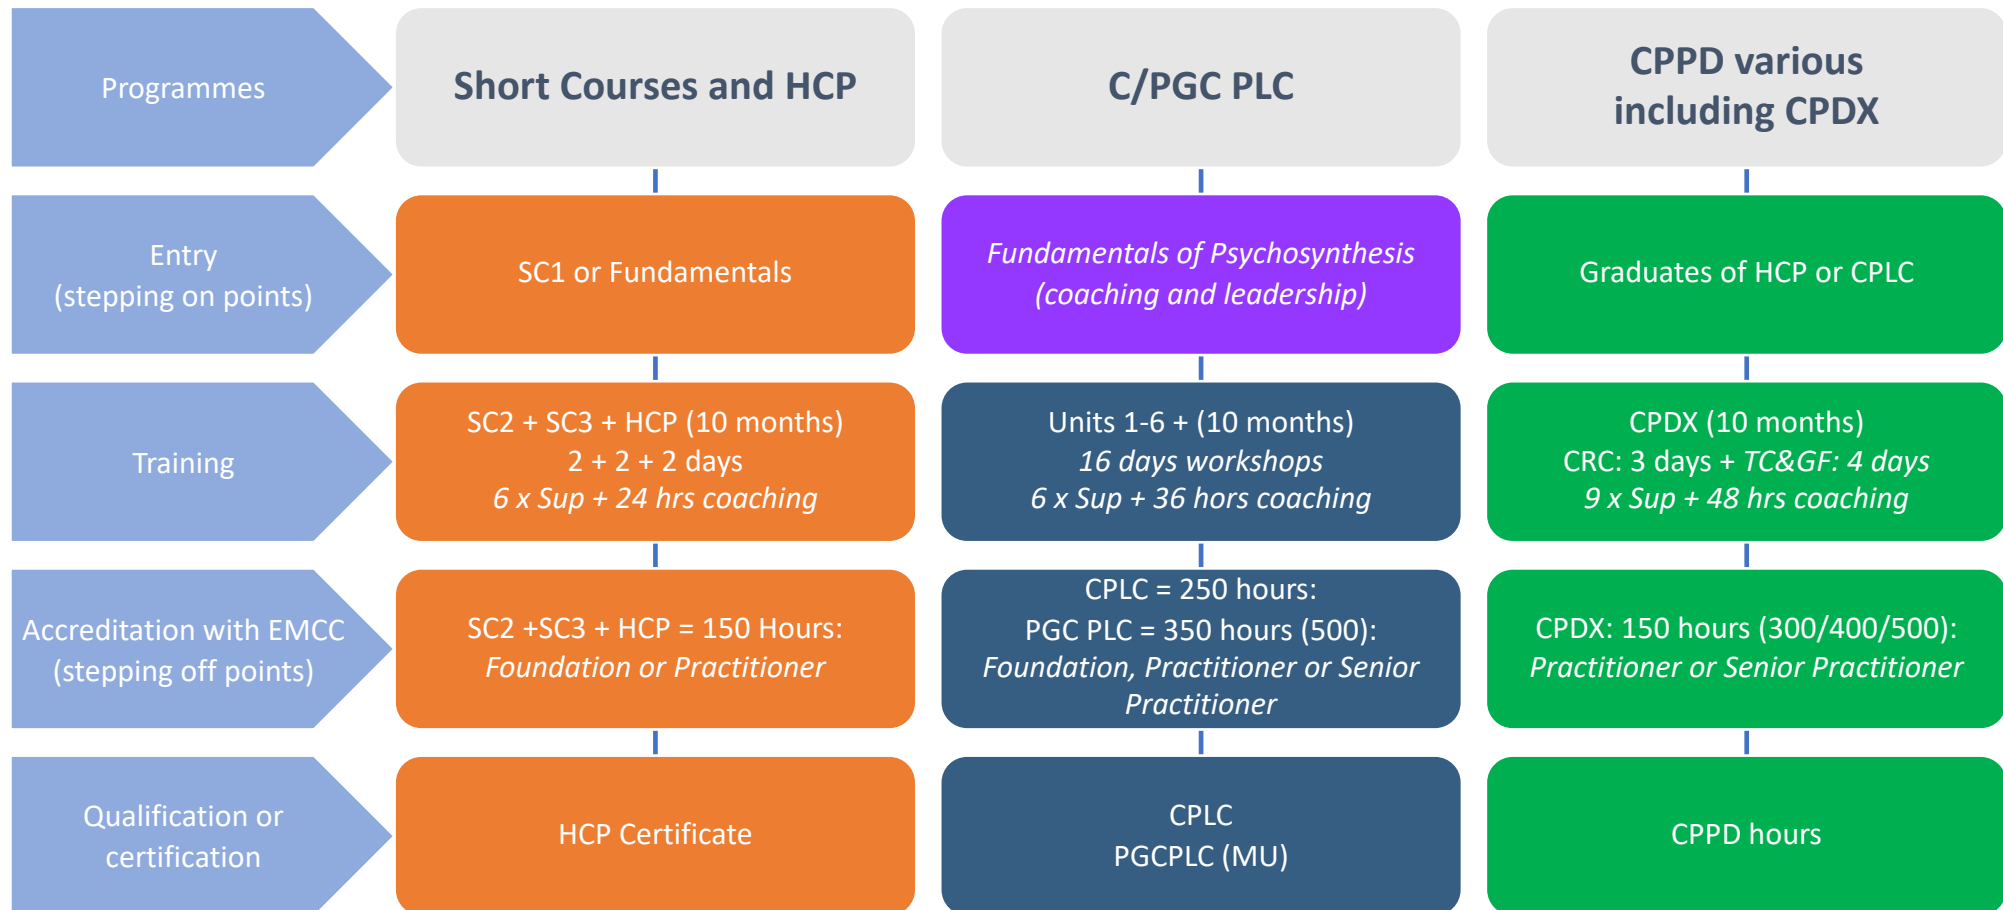 Programmes
Short Courses and HCP
C/PGC PLC
CPPD various
including CPDX
Entry
(stepping on points)
SC1 or Fundamentals
Fundamentals of Psychosynthesis
(coaching and leadership)
Graduates of HCP or CPLC
Training
SC2 + SC3 + HCP (10 months)
2 + 2 + 2 days
6 x Sup + 24 hrs coaching
Units 1-6 + (10 months)
16 days workshops
6 x Sup + 36 hors coaching
CPDX (10 months)
CRC: 3 days + TC&GF: 4 days
9 x Sup + 48 hrs coaching
Accreditation with EMCC
(stepping off points)
SC2 +SC3 + HCP = 150 Hours:
Foundation or Practitioner
CPLC = 250 hours:
PGC PLC = 350 hours (500):
Foundation, Practitioner or Senior
Practitioner
CPDX: 150 hours (300/400/500):
Practitioner or Senior Practitioner
Qualification or
certification
HCP Certificate
CPLC
PGCPLC (MU)
CPPD hours